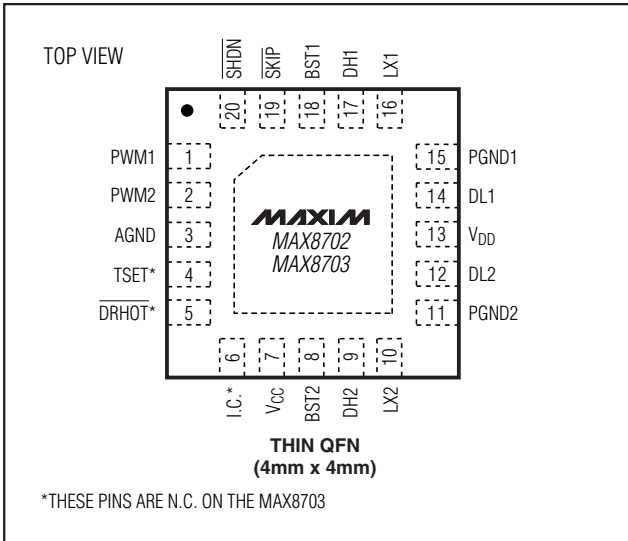 TOP VIEW
SHDN
SKIP
BST1
DH1
LX1
20
19
18
17
16
PWM1 1
PWM2 2
AGND 3
TSET* 4
DRHOT* 5
15 PGND1
14 DL1
13 VDD
12 DL2
11 PGND2
MAXIM
MAX8702
MAX8703
6
7
8
9
10
I.C.*
VCC
BST2
DH2
LX2
THIN QFN
(4mm x 4mm)
*THESE PINS ARE N.C. ON THE MAX8703